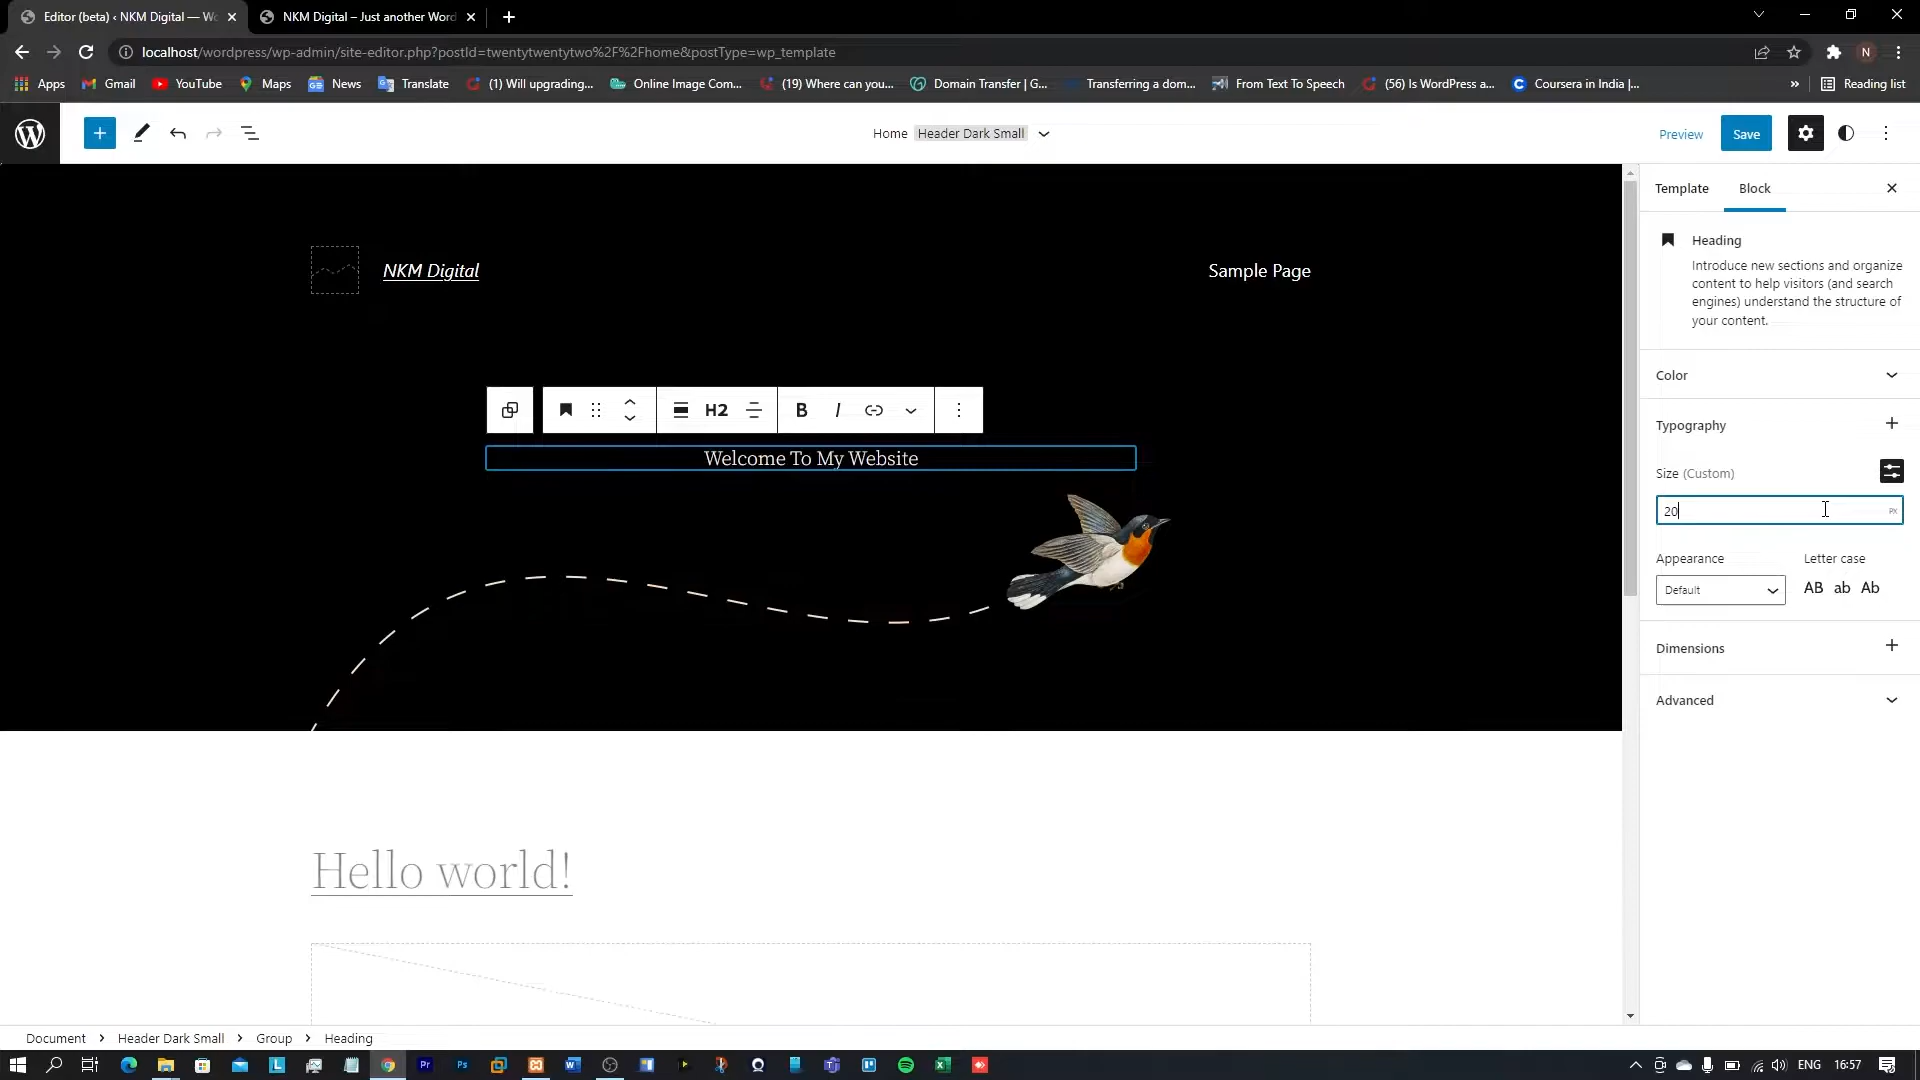 Editor (beta) ‹ NKM Digital — Wo
NKM Digital – Just another Word
localhost/wordpress/wp-admin/site-editor.php?postId=twentytwentytwo%2F%2Fhome&postType=wp_template
N
Apps
Gmail
YouTube
Maps
News
Translate
(1) Will upgrading...
Online Image Com...
(19) Where can you...
Domain Transfer | G...
Transferring a dom...
From Text To Speech
(56) Is WordPress a...
Coursera in India |...
»
Reading list
Home Header Dark Small
Preview
Save
NKM Digital
Sample Page
H2 B I
Welcome To My Website
Hello world!
Template
Block
Heading
Introduce new sections and organize
content to help visitors (and search
engines) understand the structure of
your content.
Color
Typography
Size (Custom)
20
PX
Appearance
Letter case
Default
AB ab Ab
Dimensions
Advanced
Document > Header Dark Small > Group > Heading
ENG
16:57